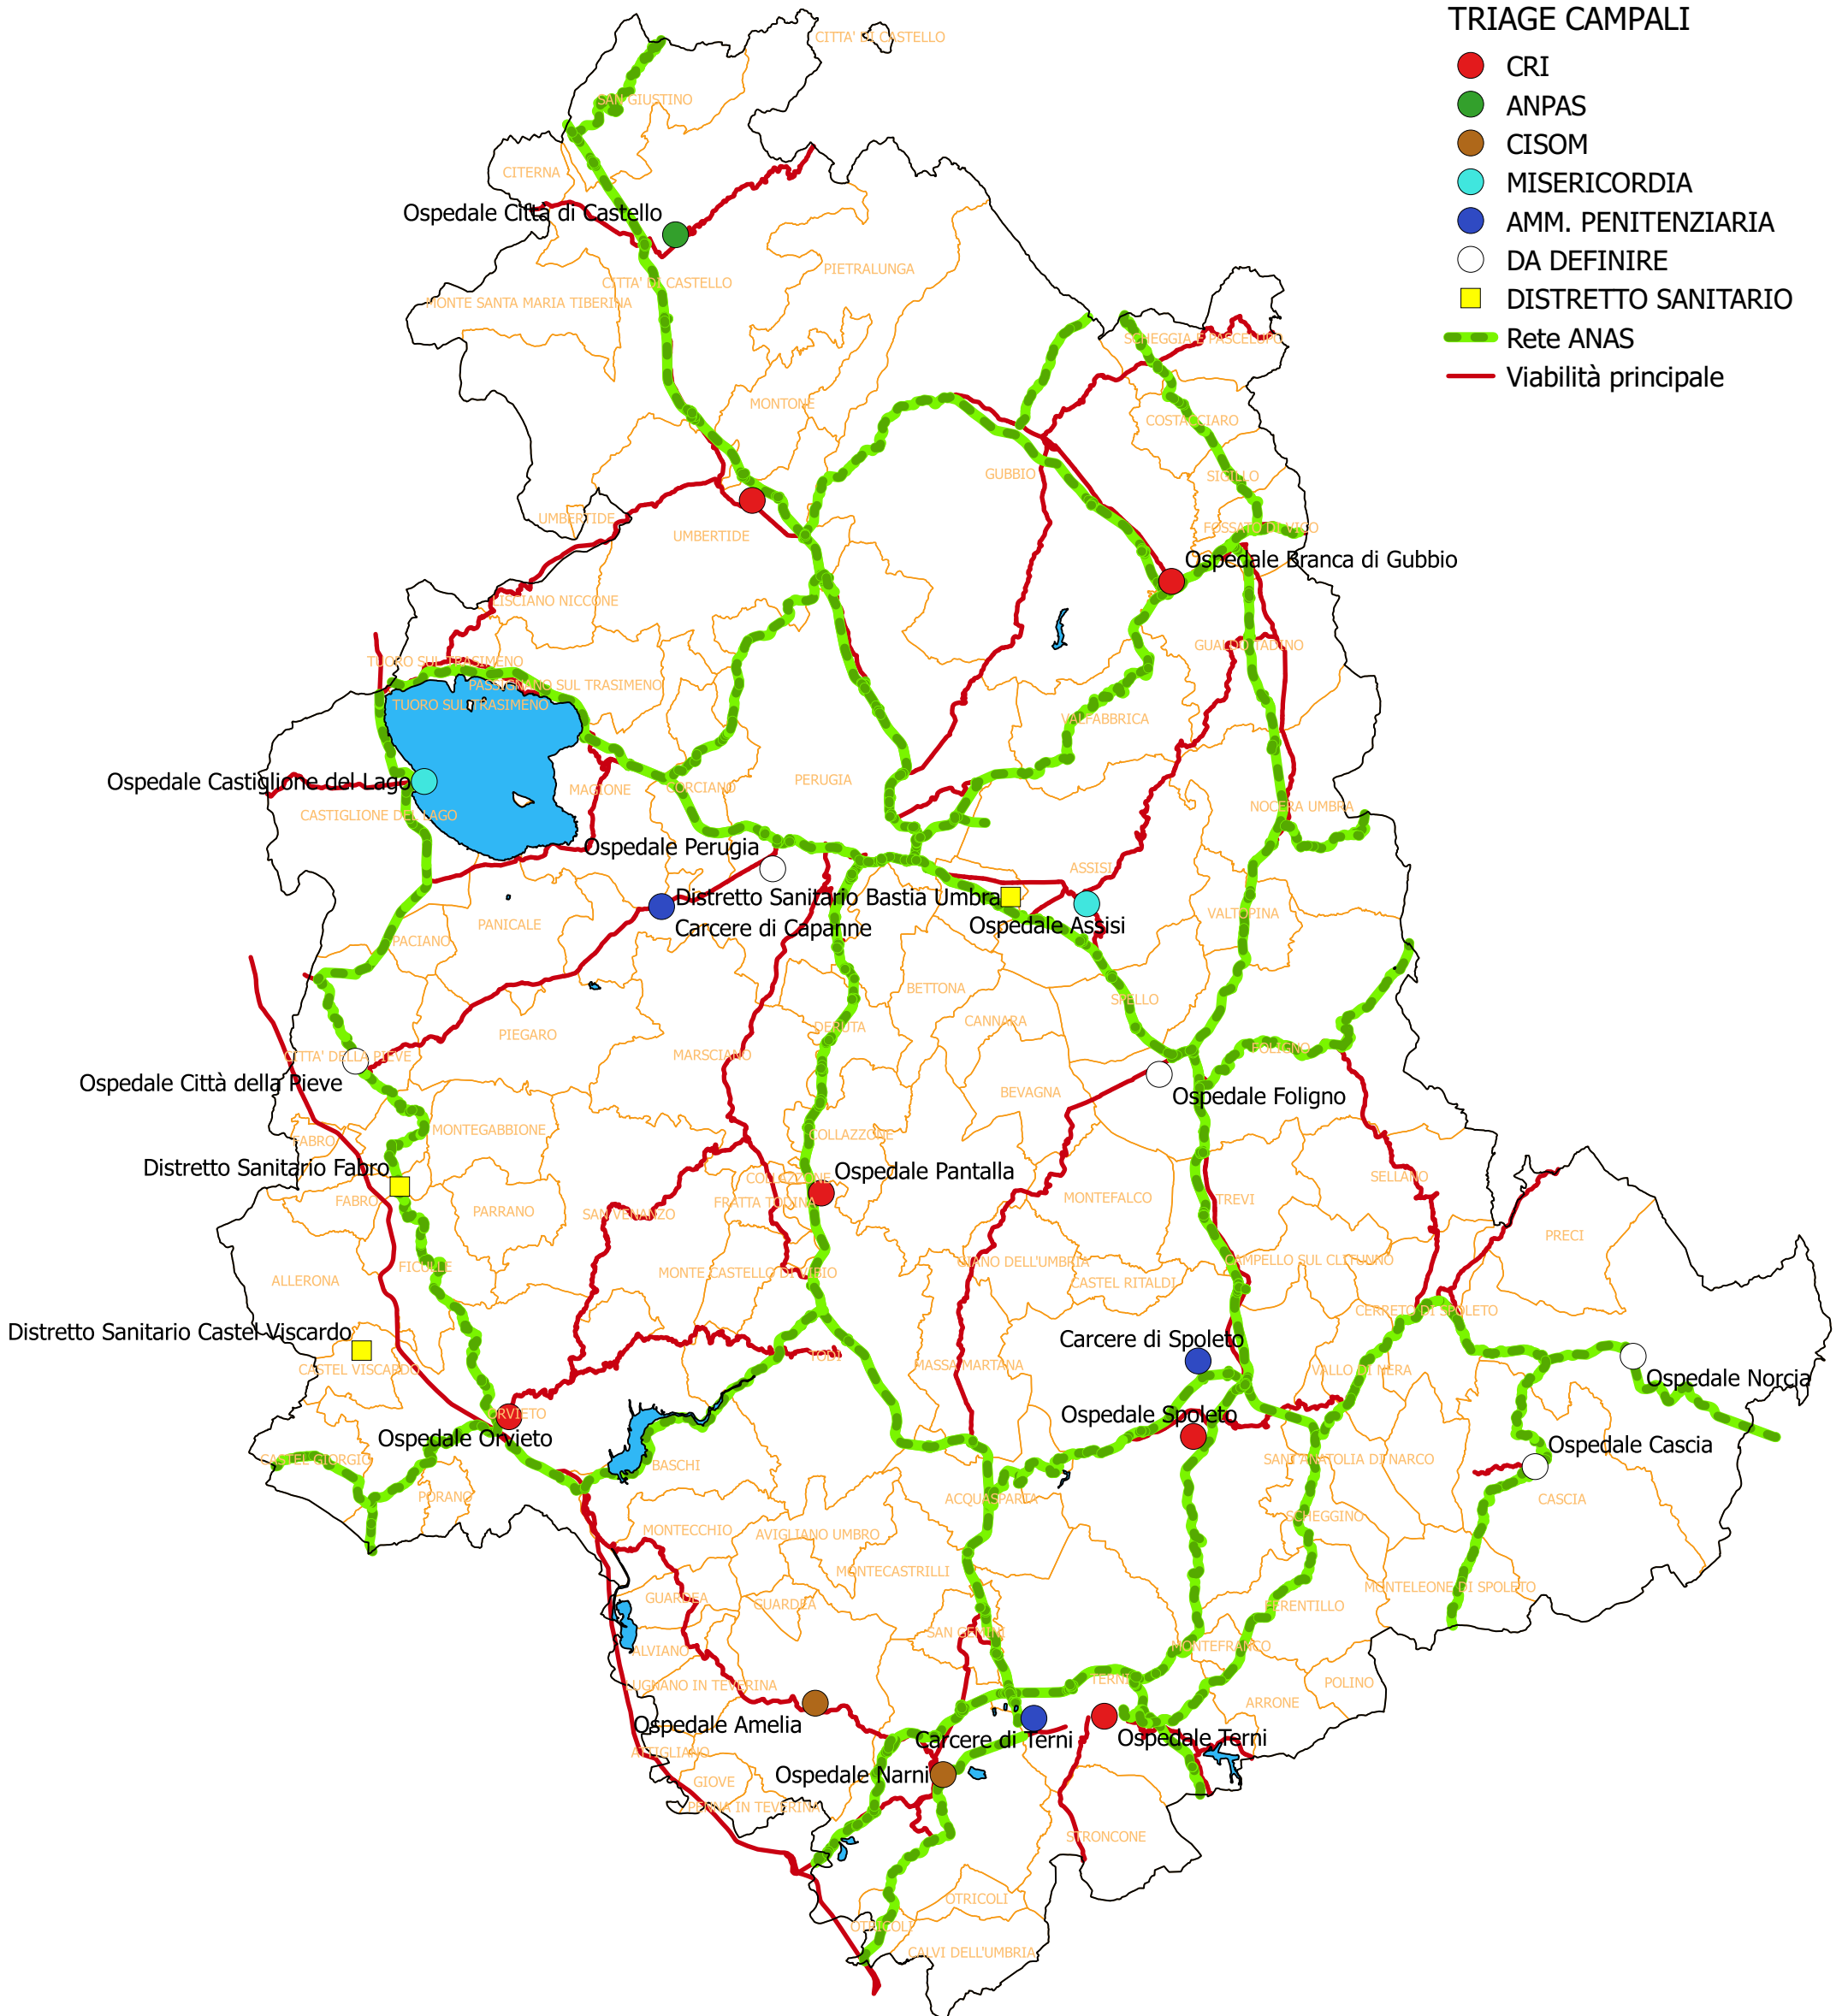 TRIAGE CAMPALI
CRI
ANPAS
CISOM
MISERICORDIA
AMM. PENITENZIARIA
DA DEFINIRE
DISTRETTO SANITARIO
Rete ANAS
Viabilità principale
CITTA' DI CASTELLO
SAN GIUSTINO
CITERNA
Ospedale Città di Castello
PIETRALUNGA
CITTA' DI CASTELLO
MONTE SANTA MARIA TIBERINA
SCHEGGIA E PASCELUPO
MONTONE
COSTACCIARO
GUBBIO
SIGILLO
UMBERTIDE
FOSSATO DI VICO
UMBERTIDE
Ospedale Branca di Gubbio
LISCIANO NICCONE
GUALDO TADINO
TUORO SUL TRASIMENO
PASSIGNANO SUL TRASIMENO
TUORO SUL TRASIMENO
VALFABBRICA
PERUGIA
Ospedale Castiglione del Lago
MAGIONE
CORCIANO
NOCERA UMBRA
CASTIGLIONE DEL LAGO
Ospedale Perugia
ASSISI
Distretto Sanitario Bastia Umbra
VALTOPINA
PANICALE
Carcere di Capanne
Ospedale Assisi
PACIANO
BETTONA
SPELLO
CANNARA
DERUTA
PIEGARO
MARSCIANO
FOLIGNO
CITTA' DELLA PIEVE
Ospedale Città della Pieve
BEVAGNA
Ospedale Foligno
MONTEGABBIONE
COLLAZZONE
FABRO
Distretto Sanitario Fabro
Ospedale Pantalla
COLLAZZONE
SELLANO
FABRO
PARRANO
SAN VENANZO
FRATTA TODINA
MONTEFALCO
TREVI
PRECI
GIANO DELL'UMBRIA
CAMPELLO SUL CLITUNNO
FICULLE
ALLERONA
MONTE CASTELLO DI VIBIO
CASTEL RITALDI
CERRETO DI SPOLETO
Distretto Sanitario Castel Viscardo
Carcere di Spoleto
TODI
MASSA MARTANA
CASTEL VISCARDO
VALLO DI NERA
Ospedale Norcia
ORVIETO
Ospedale Spoleto
Ospedale Orvieto
Ospedale Cascia
CASTEL GIORGIO
BASCHI
SANT'ANATOLIA DI NARCO
PORANO
ACQUASPARTA
CASCIA
SCHEGGINO
MONTECCHIO
AVIGLIANO UMBRO
MONTECASTRILLI
MONTELEONE DI SPOLETO
GUARDEA
GUARDEA
FERENTILLO
SAN GEMINI
MONTEFRANCO
ALVIANO
TERNI
POLINO
LUGNANO IN TEVERINA
ARRONE
Ospedale Amelia
Carcere di Terni
Ospedale Terni
ATTIGLIANO
Ospedale Narni
GIOVE
PENNA IN TEVERINA
STRONCONE
OTRICOLI
OTRICOLI
CALVI DELL'UMBRIA